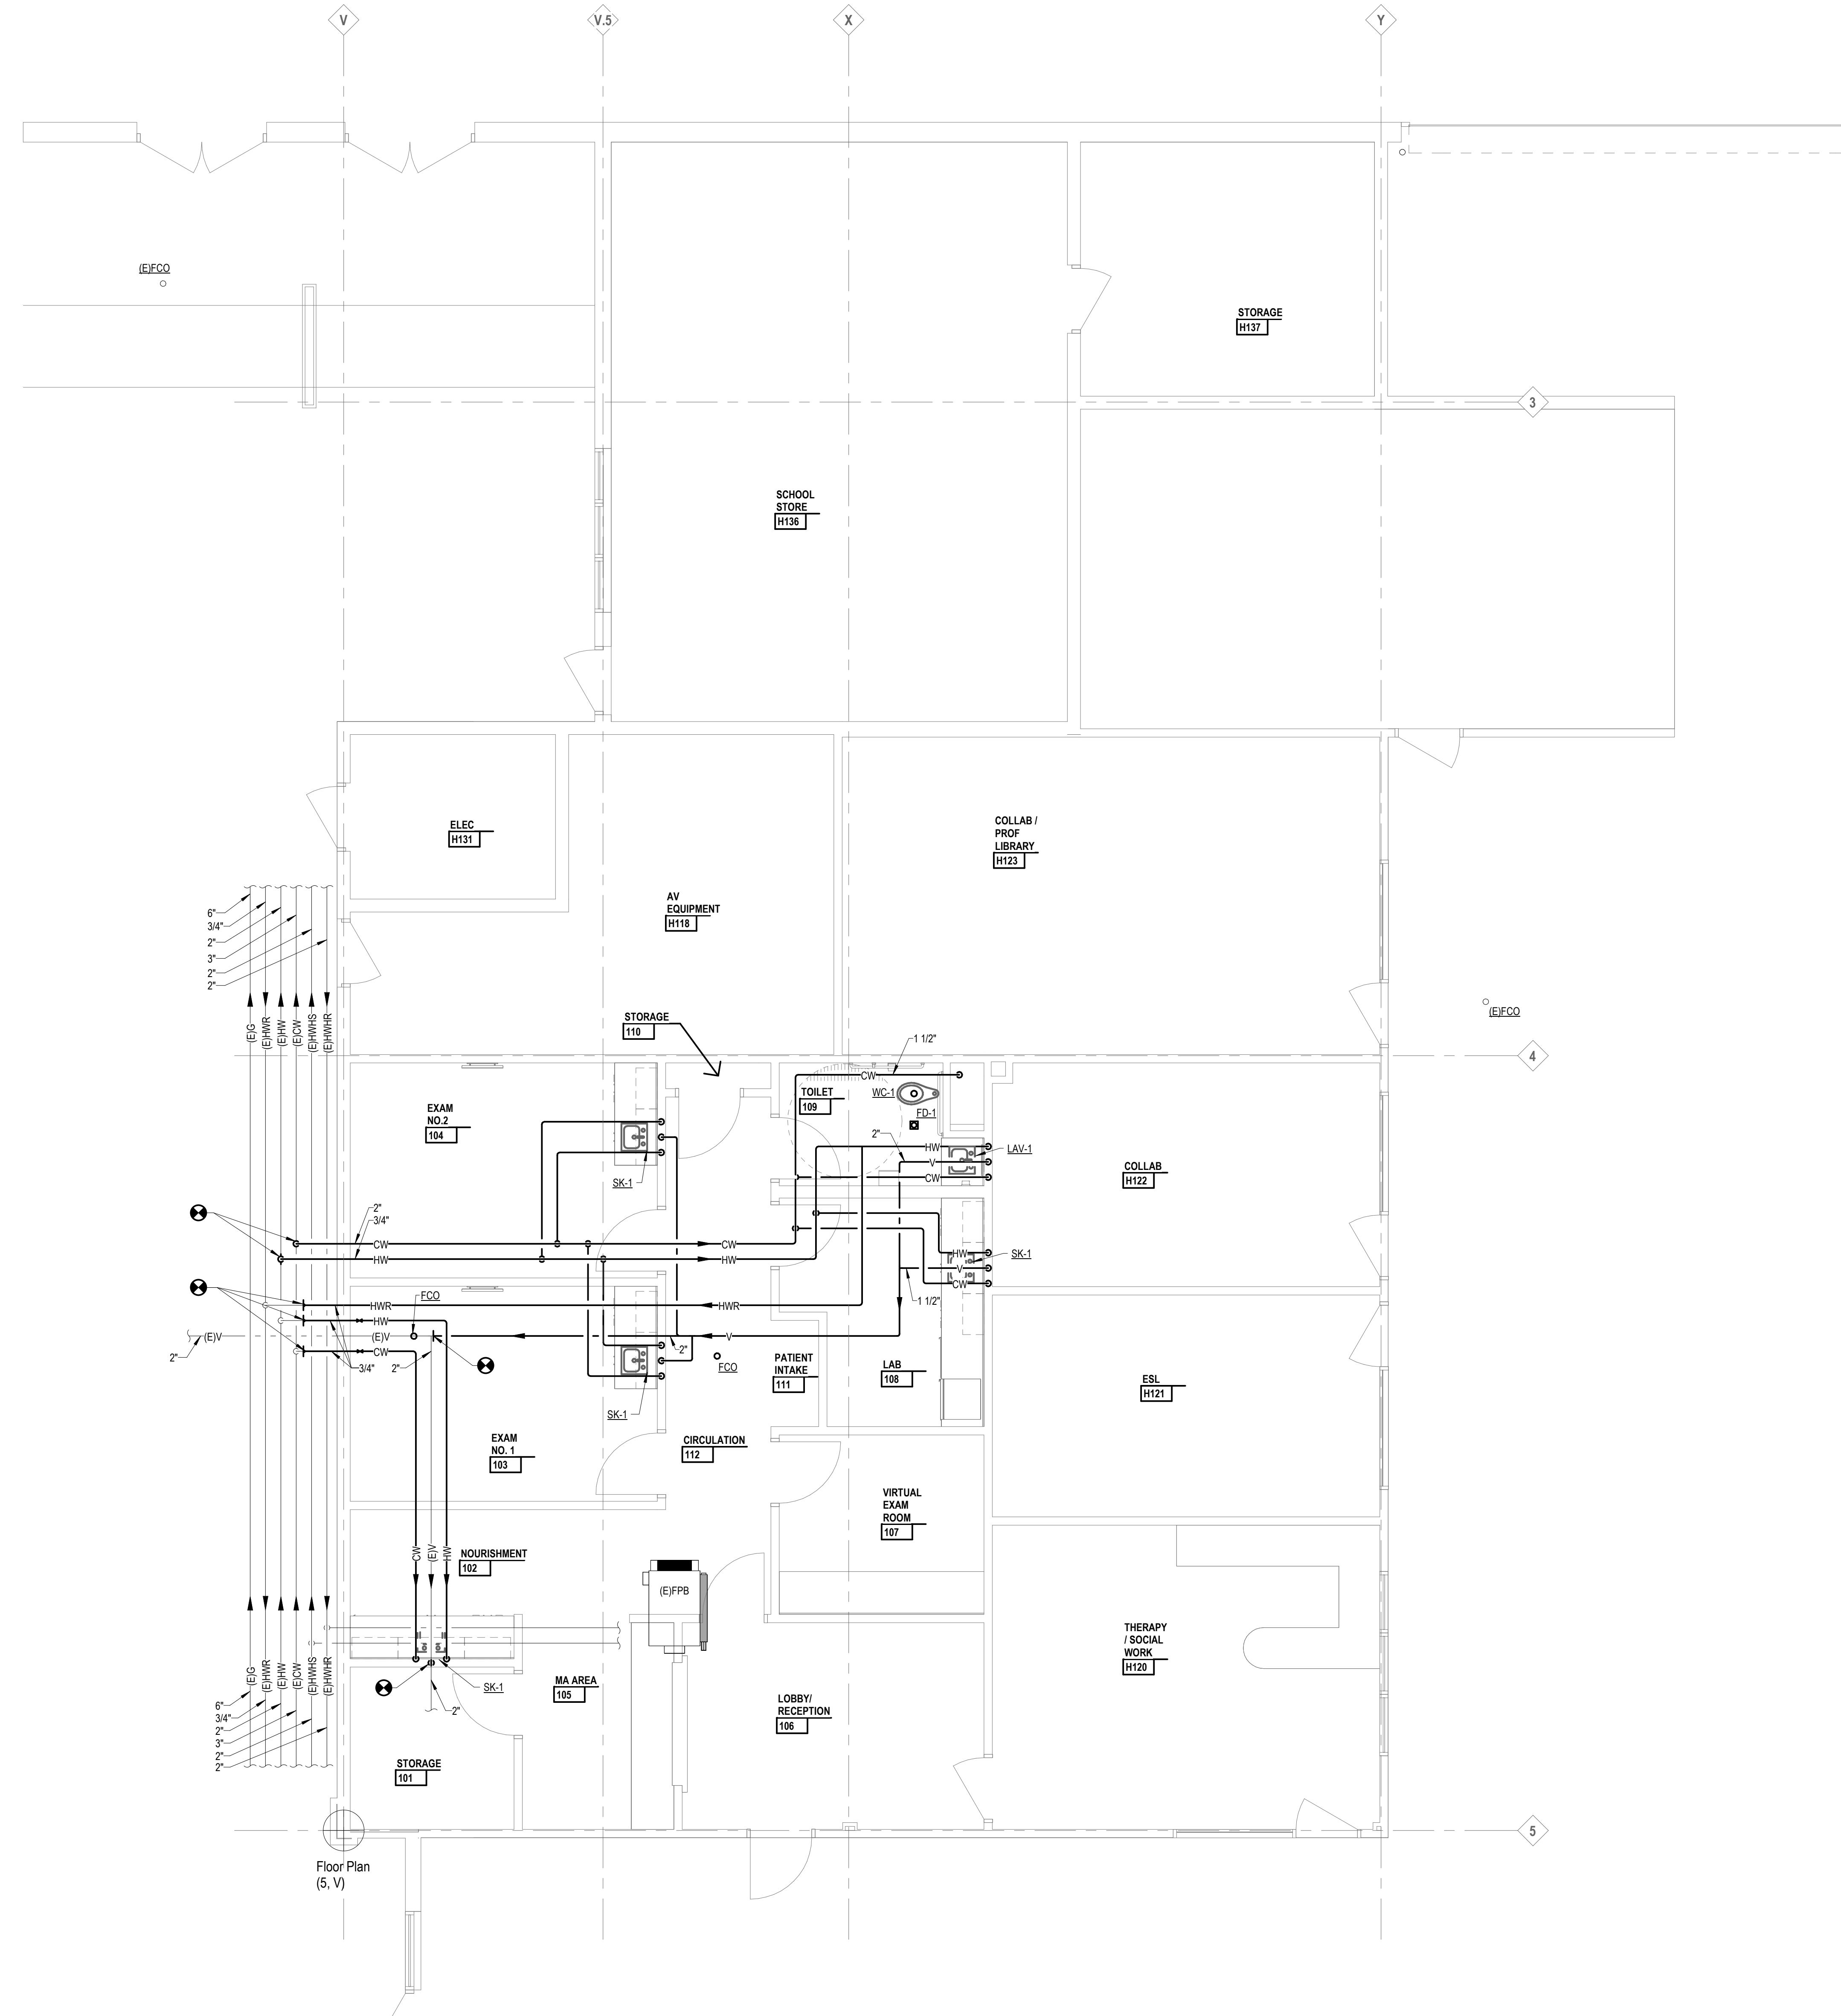 V
V.5
X
Y
(E)FCO
STORAGE
H137
3
SCHOOL
STORE
H136
ELEC
H131
COLLAB /
PROF
LIBRARY
H123
AV
EQUIPMENT
H118
6"
3/4"
2"
3"
2"
2"
(E)G
(E)HWR
(E)HW
(E)CW
(E)HWHS
(E)HWHR
(E)FCO
STORAGE
110
1 1/2"
4
CW
TOILET
109
WC-1
FD-1
EXAM
NO.2
104
2"
HW
LAV-1
V
CW
COLLAB
H122
SK-1
2"
3/4"
CW
CW
HW
HW
HW
SK-1
V
CW
FCO
HWR
HWR
1 1/2"
HW
(E)V
(E)V
V
2"
CW
2"
3/4"
2"
FCO
PATIENT
INTAKE
111
LAB
108
ESL
H121
SK-1
EXAM
NO. 1
103
CIRCULATION
112
VIRTUAL
EXAM
ROOM
107
CW
(E)V
HW
NOURISHMENT
102
(E)FPB
THERAPY
/ SOCIAL
WORK
H120
(E)G
(E)HWR
(E)HW
(E)CW
(E)HWHS
(E)HWHR
SK-1
MA AREA
105
LOBBY/
RECEPTION
106
2"
6"
3/4"
2"
3"
2"
2"
STORAGE
101
5
Floor Plan
(5, V)